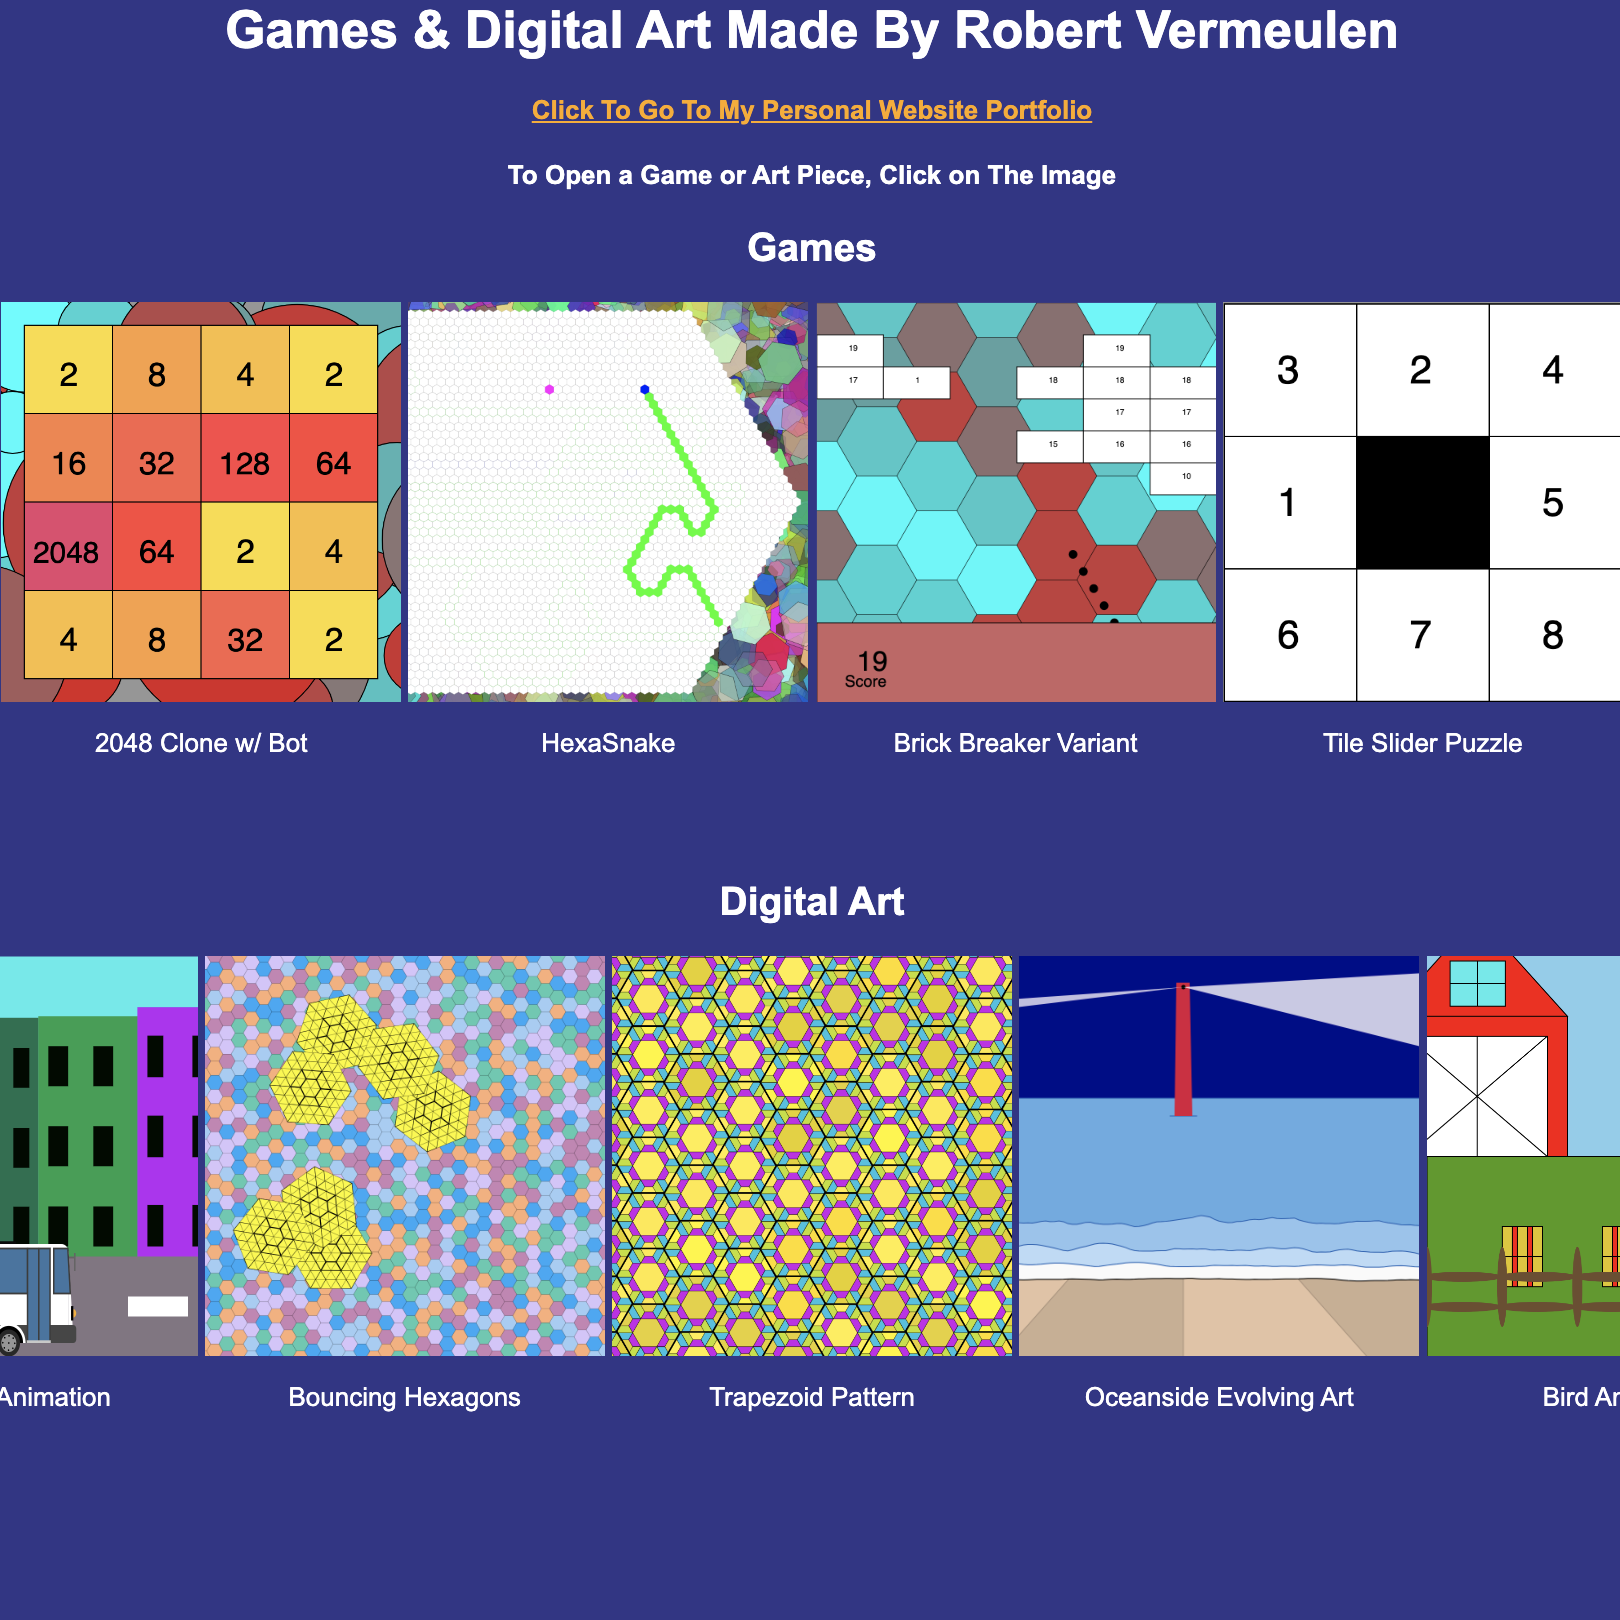 Games & Digital Art Made By Robert Vermeulen
Click To Go To My Personal Website Portfolio
To Open a Game or Art Piece, Click on The Image
Games
2 8 4 2
16 32 128 64
2048 64 2 4
4 8 32 2
19 19
17 1 18 18 18
17 17
15 16 16
10
19
Score
3 2 4
1 5
6 7 8
2048 Clone w/ Bot
HexaSnake
Brick Breaker Variant
Tile Slider Puzzle
Digital Art
Animation
Bouncing Hexagons
Trapezoid Pattern
Oceanside Evolving Art
Bird Ar